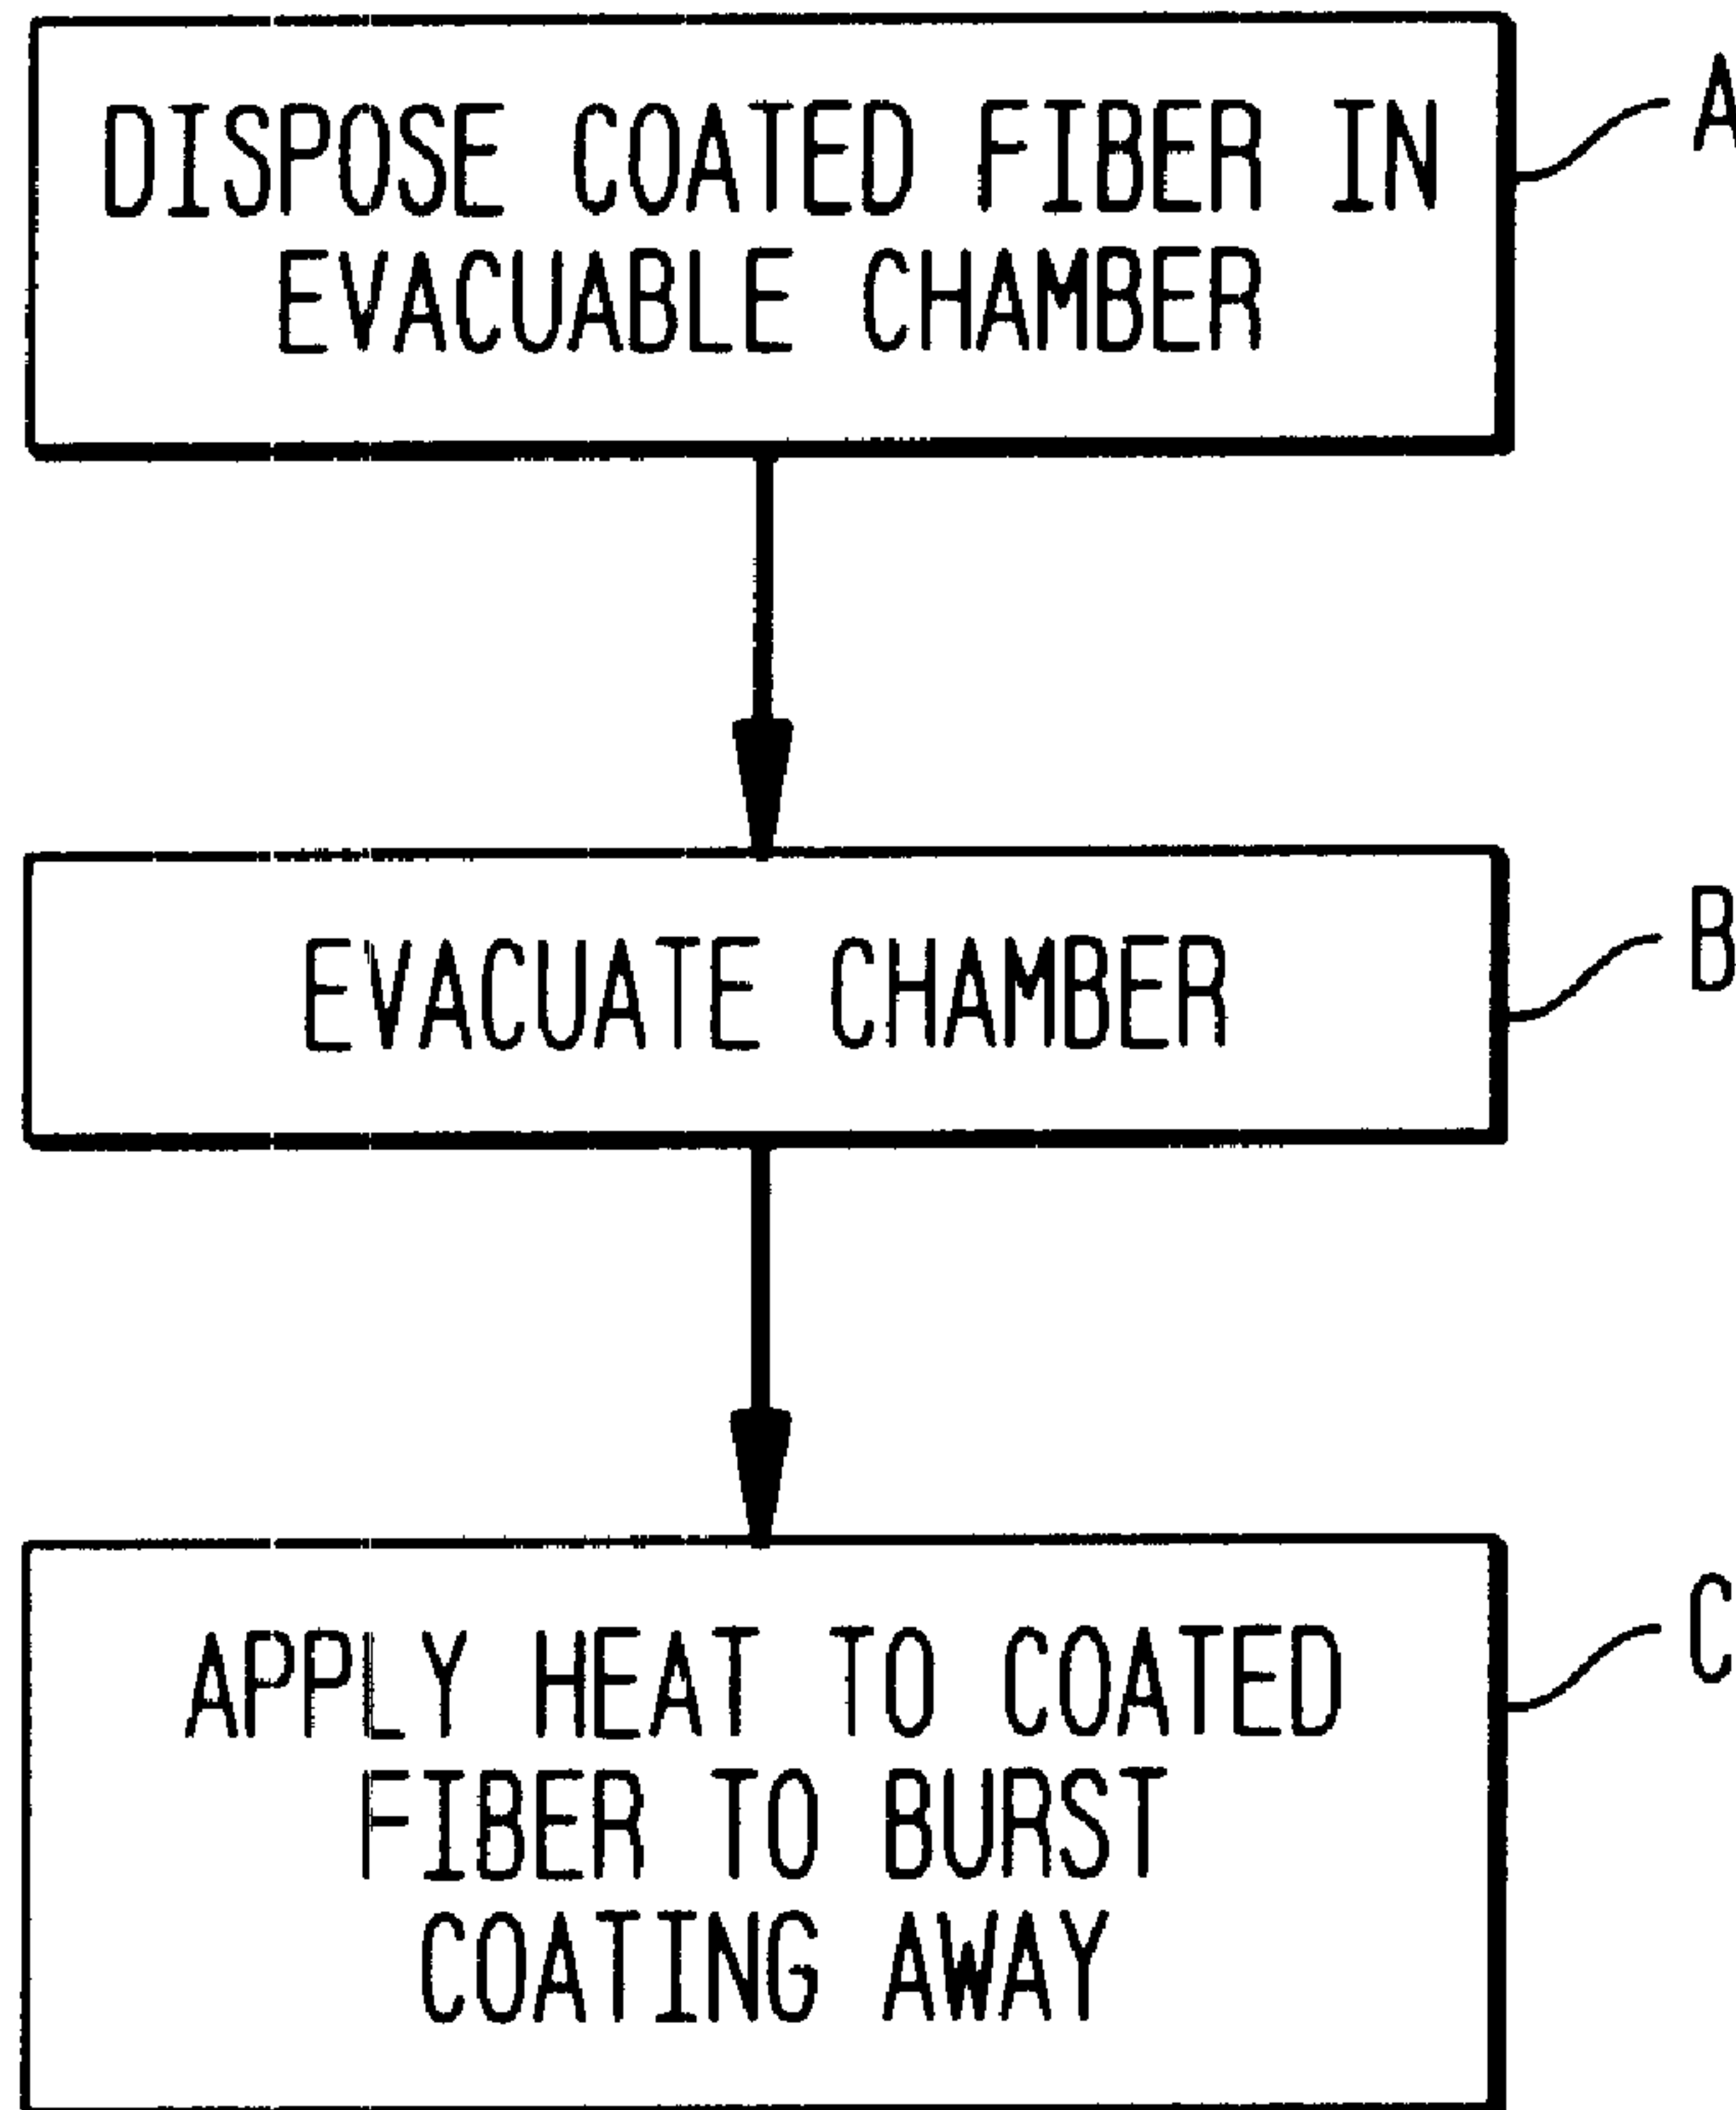 DISPOSE COATED FIBER IN
EVACUABLE CHAMBER
A
EVACUATE CHAMBER
B
APPLY HEAT TO COATED
FIBER TO BURST
COATING AWAY
C